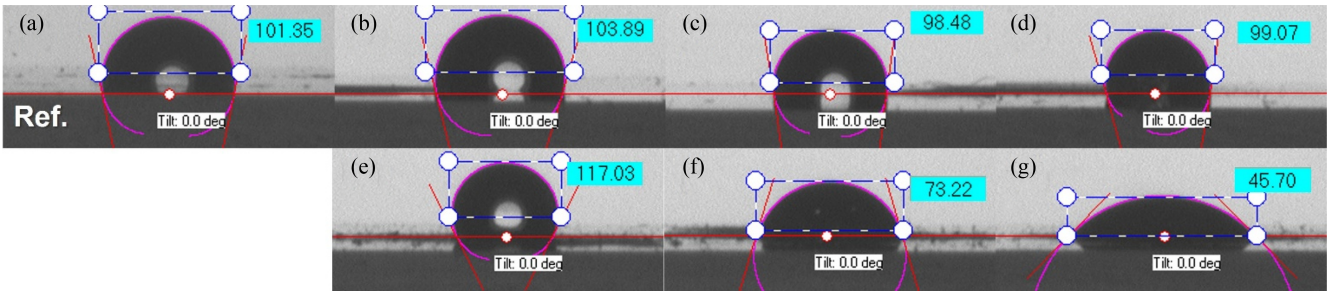 (a)
101.35
Ref.
Tilt: 0.0 deg
(b)
103.89
Tilt: 0.0 deg
(c)
98.48
Tilt: 0.0 deg
(d)
99.07
Tilt: 0.0 deg
(e)
117.03
Tilt: 0.0 deg
(f)
73.22
Tilt: 0.0 deg
(g)
45.70
Tilt: 0.0 deg